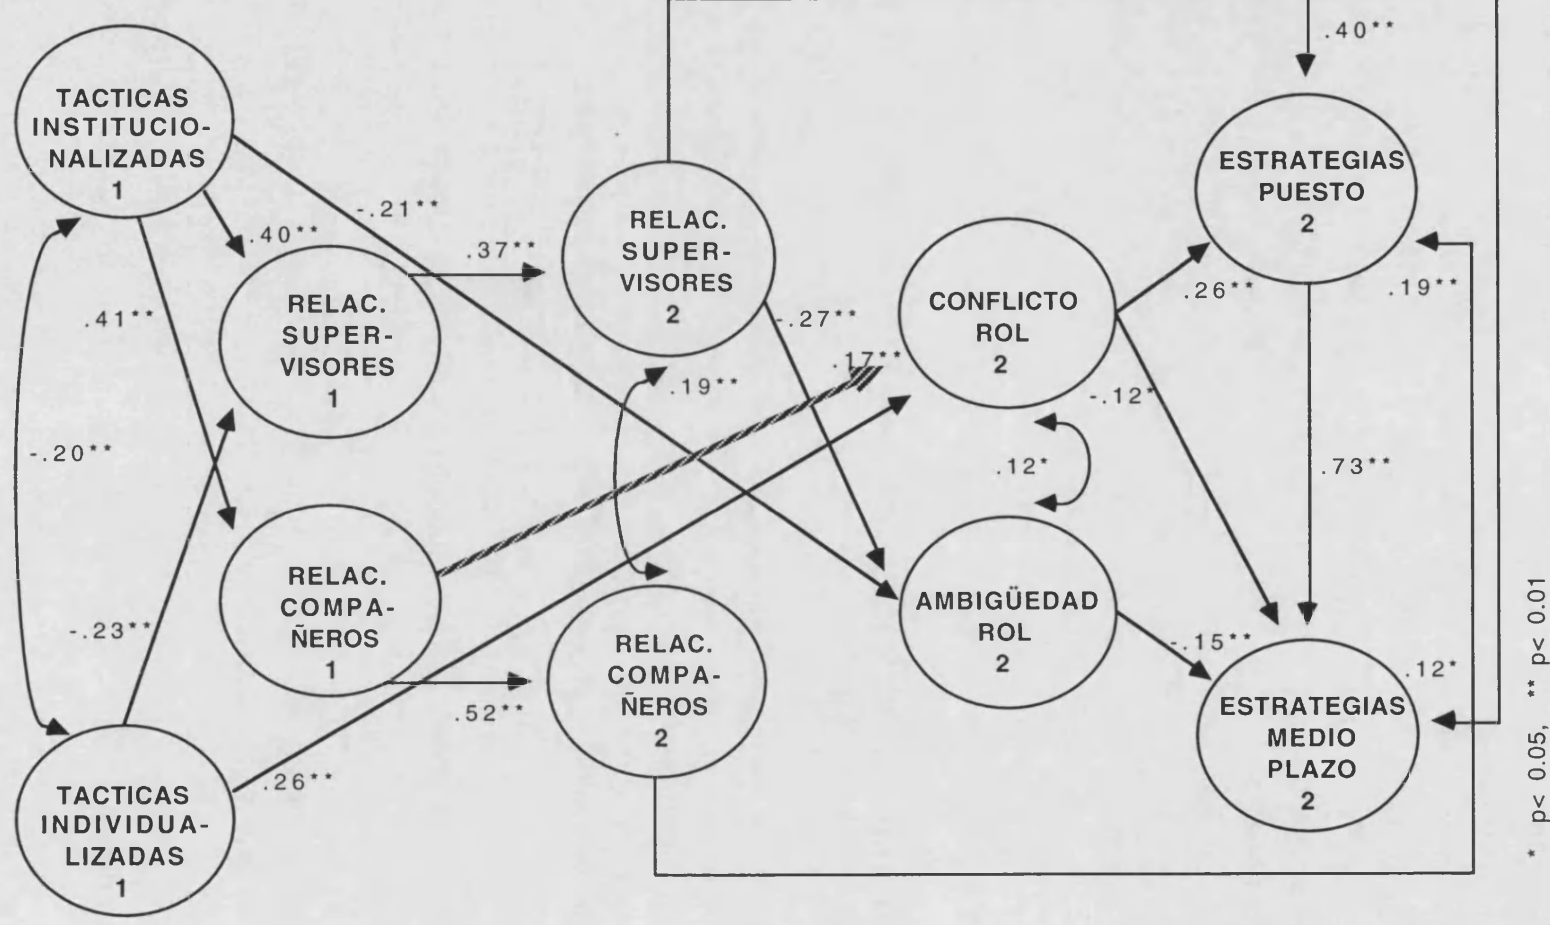 .40**
TACTICAS
INSTITUCIO-
NALIZADAS
1
ESTRATEGIAS
PUESTO
2
-.21**
.40**
.37**
RELAC.
SUPER-
VISORES
2
.41**
RELAC.
SUPER-
VISORES
1
-.27**
CONFLICTO
ROL
2
.26**
.19**
.17**
.19**
-.12*
-.20**
.12*
.73**
RELAC.
COMPA-
ÑEROS
1
AMBIGÜEDAD
ROL
2
-.23**
-.15**
RELAC.
COMPA-
ÑEROS
2
.12*
.52**
ESTRATEGIAS
MEDIO
PLAZO
2
.26**
TACTICAS
INDIVIDUA-
LIZADAS
1
* p< 0.05, ** p< 0.01